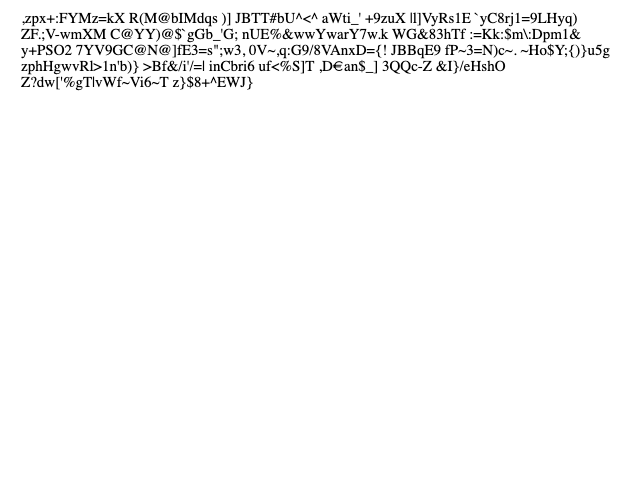 ,zpx+:FYMz=kX R(M@bIMdqs )] JBTT#bU^<^ aWti_' +9zuX |l]VyRs1E `yC8rj1=9LHyq)
ZF.;V-wmXM C@YY)@$`gGb_'G; nUE%&wwYwarY7w.k WG&83hTf :=Kk:$m\:Dpm1&
y+PSO2 7YV9GC@N@]fE3=s";w3, 0V~,q:G9/8VAnxD={! JBBqE9 fP~3=N)c~. ~Ho$Y;{)}u5g
zphHgwvRl>1n'b)} >Bf&/i'/=| inCbri6 uf<%S]T ,D€an$_] 3QQc-Z &I}/eHshO
Z?dw['%gT|vWf~Vi6~T z}$8+^EWJ}